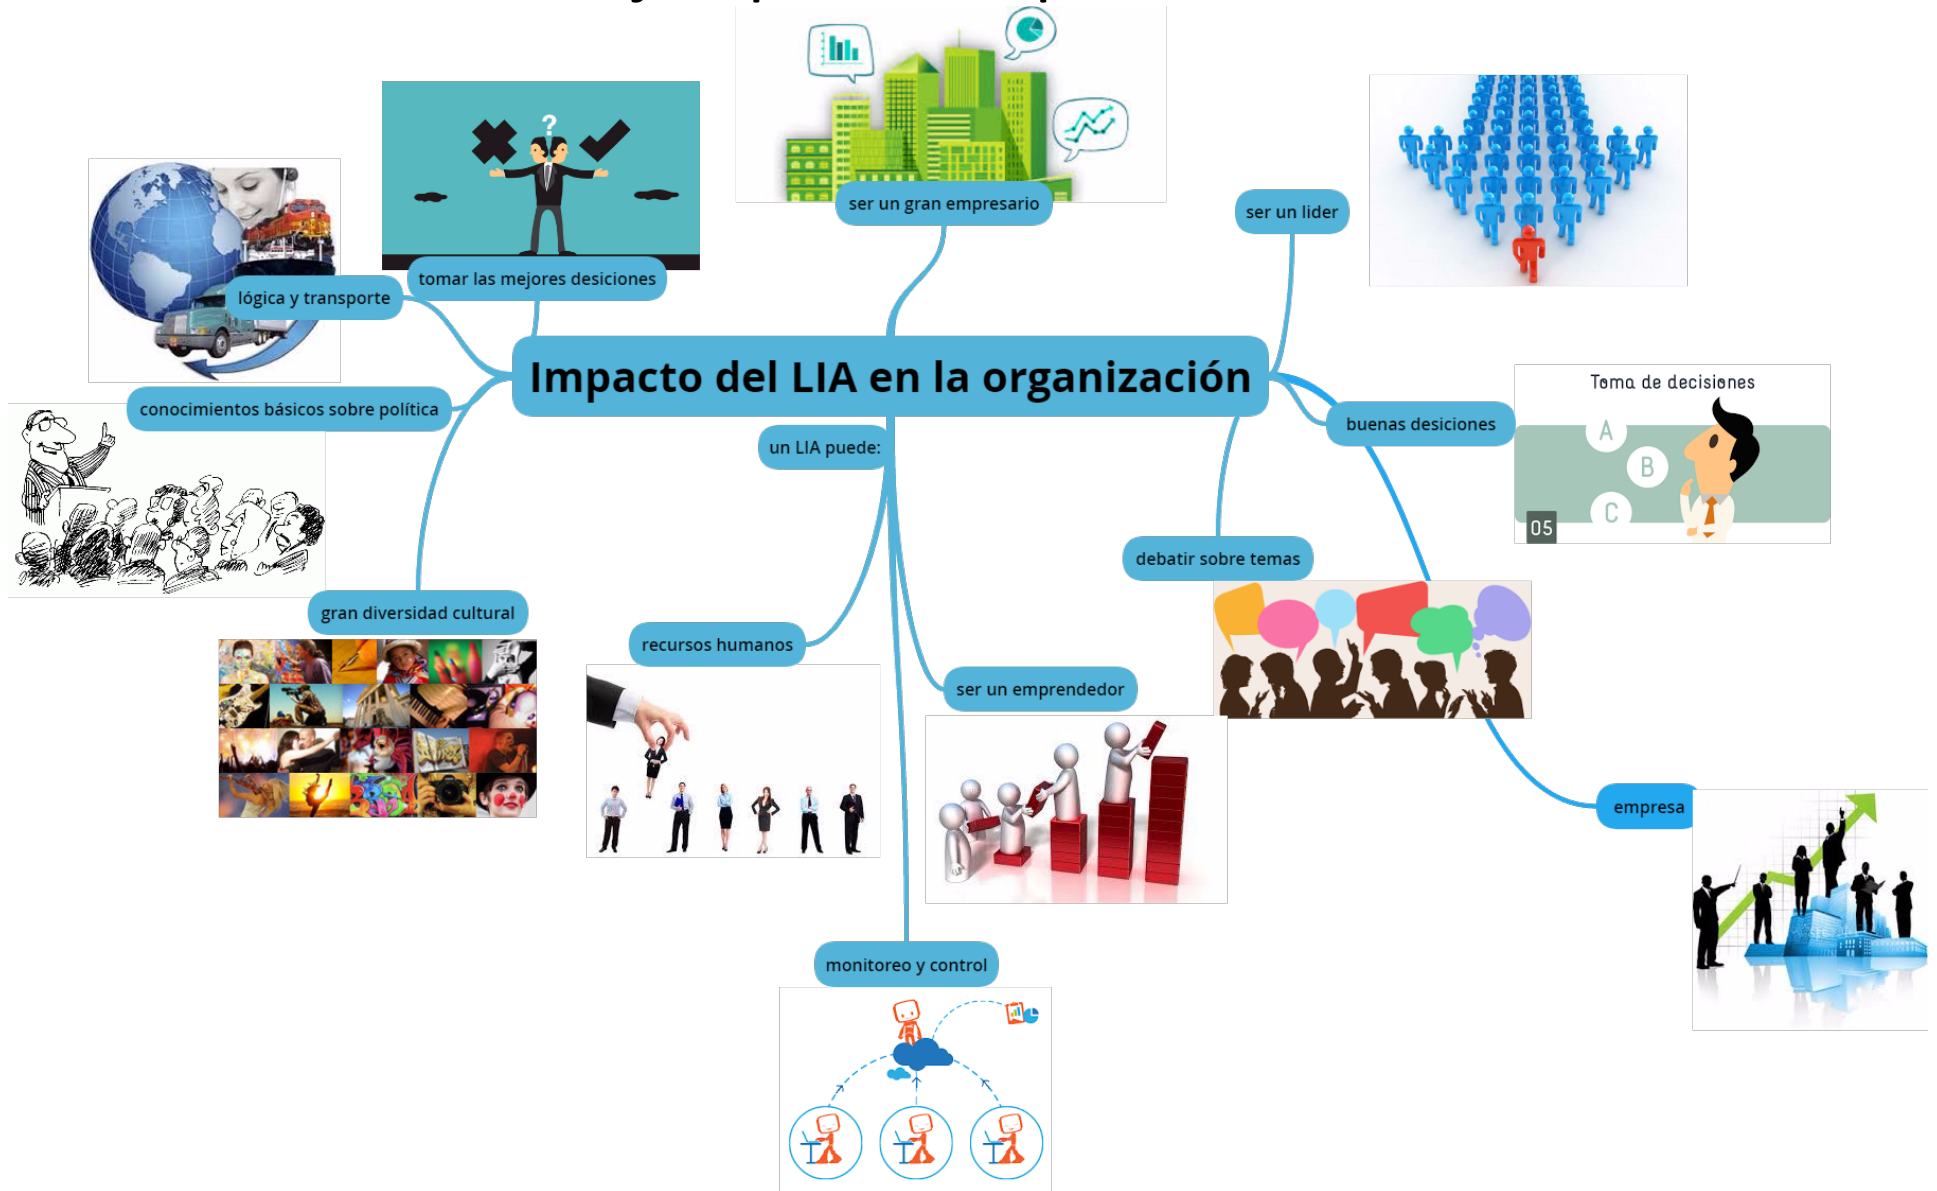 ser un gran empresario
ser un lider
tomar las mejores desiciones
lógica y transporte
Impacto del LIA en la organización
Toma de decisiones
A
B
C
05
conocimientos básicos sobre política
buenas desiciones
un LIA puede:
debatir sobre temas
gran diversidad cultural
recursos humanos
ser un emprendedor
empresa
monitoreo y control
?